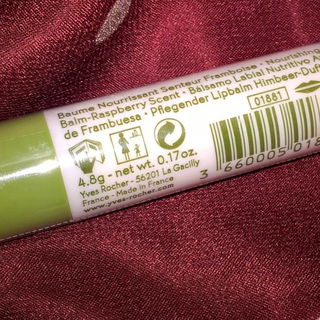 Baume Nourrissant Senteur Framboise - Nourishing
Balm-Raspberry Scent - Bálsamo Labial Nutritivo
de Frambuesa - Pflegender Lipbalm Himbeer-Duft
01881
4.8g - net wt. 0.17oz.
Yves Rocher - 56201 La Gacilly
France - Made in France
www.yves-rocher.com
3 660005 018